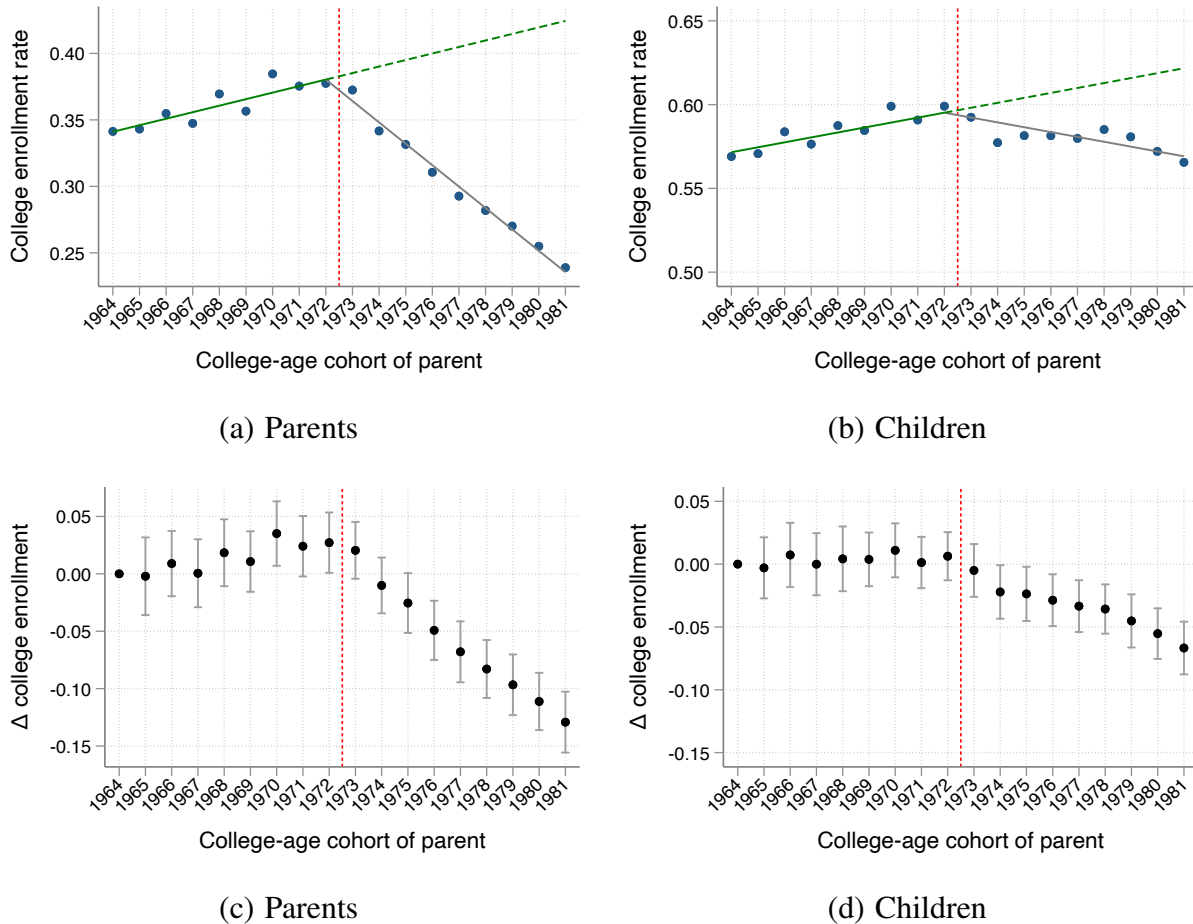 College enrollment rate
0.40
0.35
0.30
0.25
1964 1965 1966 1967 1968 1969 1970 1971 1972 1973 1974 1975 1976 1977 1978 1979 1980 1981
College-age cohort of parent
(a) Parents
College enrollment rate
0.65
0.60
0.55
0.50
1964 1965 1966 1967 1968 1969 1970 1971 1972 1973 1974 1975 1976 1977 1978 1979 1980 1981
College-age cohort of parent
(b) Children
Δ college enrollment
0.05
0.00
-0.05
-0.10
-0.15
1964 1965 1966 1967 1968 1969 1970 1971 1972 1973 1974 1975 1976 1977 1978 1979 1980 1981
College-age cohort of parent
(c) Parents
Δ college enrollment
0.05
0.00
-0.05
-0.10
-0.15
1964 1965 1966 1967 1968 1969 1970 1971 1972 1973 1974 1975 1976 1977 1978 1979 1980 1981
College-age cohort of parent
(d) Children